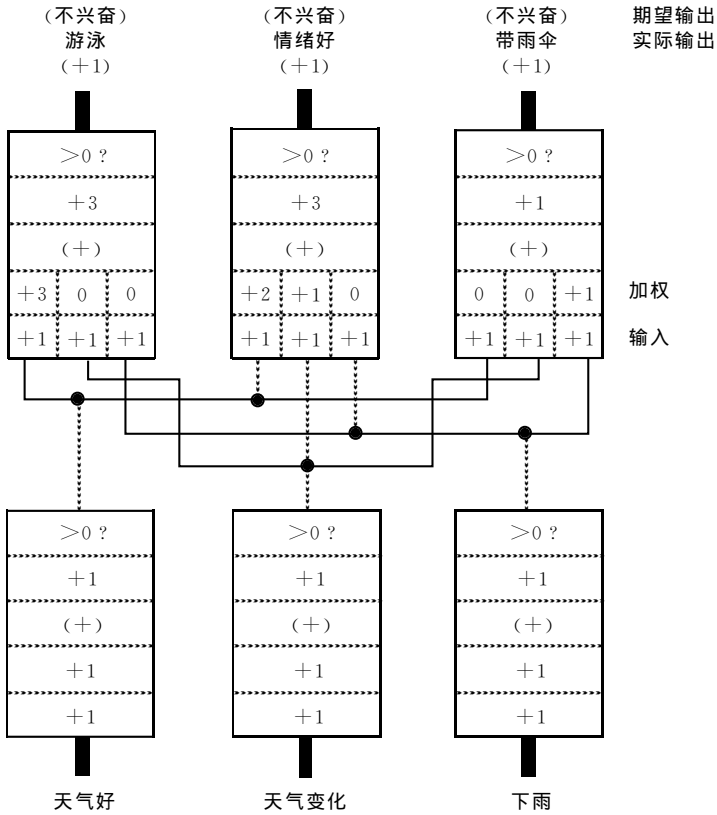 (不兴奋) (不兴奋) (不兴奋) 期望输出
游泳 情绪好 带雨伞 实际输出
(+1) (+1) (+1)
>0? >0? >0?
+3 +3 +1
(+) (+) (+)
+3 0 0 +2 +1 0 0 0 +1 加权
+1 +1 +1 +1 +1 +1 +1 +1 +1 输入
>0? >0? >0?
+1 +1 +1
(+) (+) (+)
+1 +1 +1
+1 +1 +1
天气好 天气变化 下雨